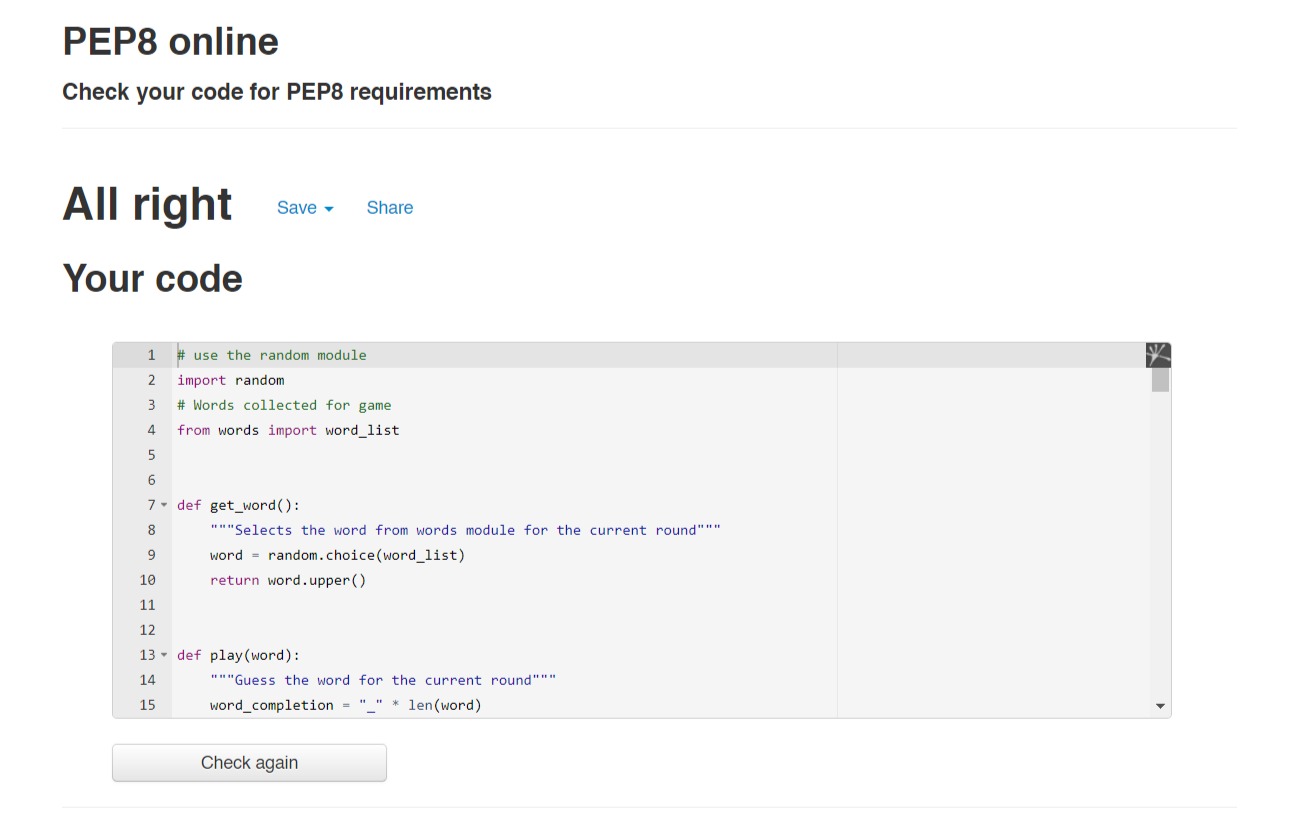 PEP8 online
Check your code for PEP8 requirements
All right Save Share
Your code
1 # use the random module
2 import random
3 # Words collected for game
4 from words import word_list
5
6
7 def get_word():
8     """Selects the word from words module for the current round"""
9     word = random.choice(word_list)
10     return word.upper()
11
12
13 def play(word):
14     """Guess the word for the current round"""
15     word_completion = "_" * len(word)
Check again